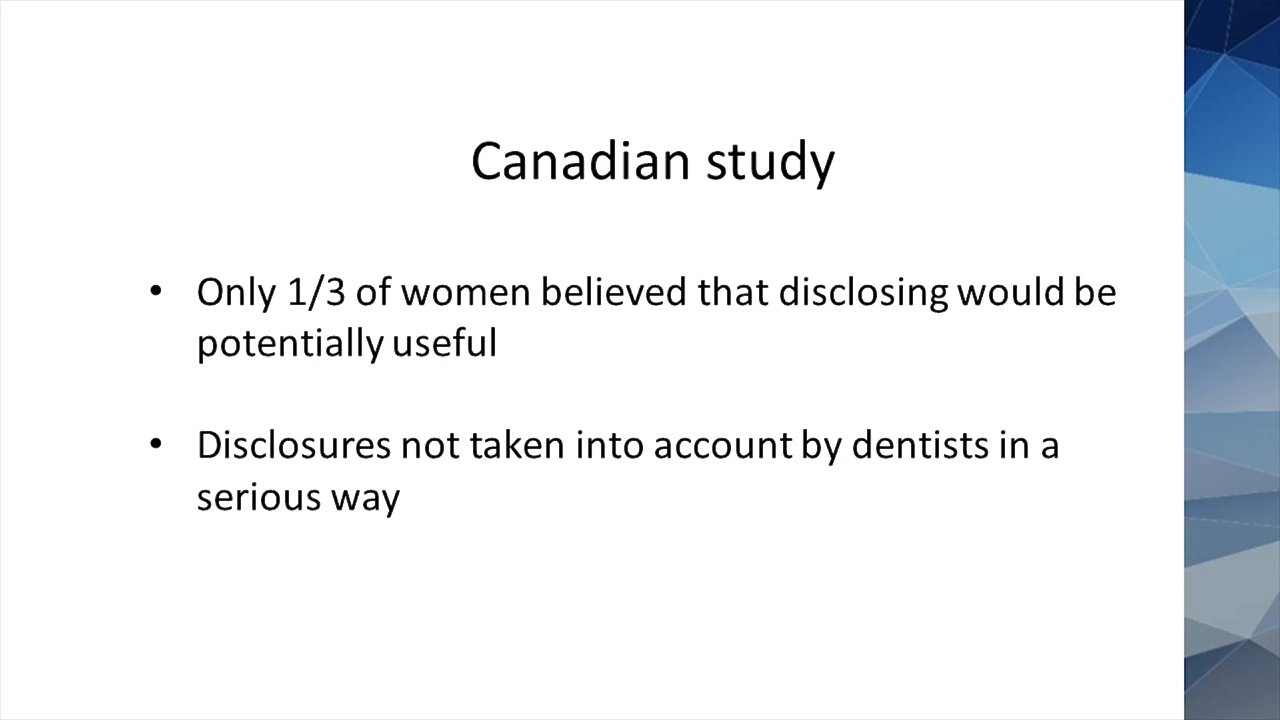 Canadian study
• Only 1/3 of women believed that disclosing would be
potentially useful
• Disclosures not taken into account by dentists in a
serious way